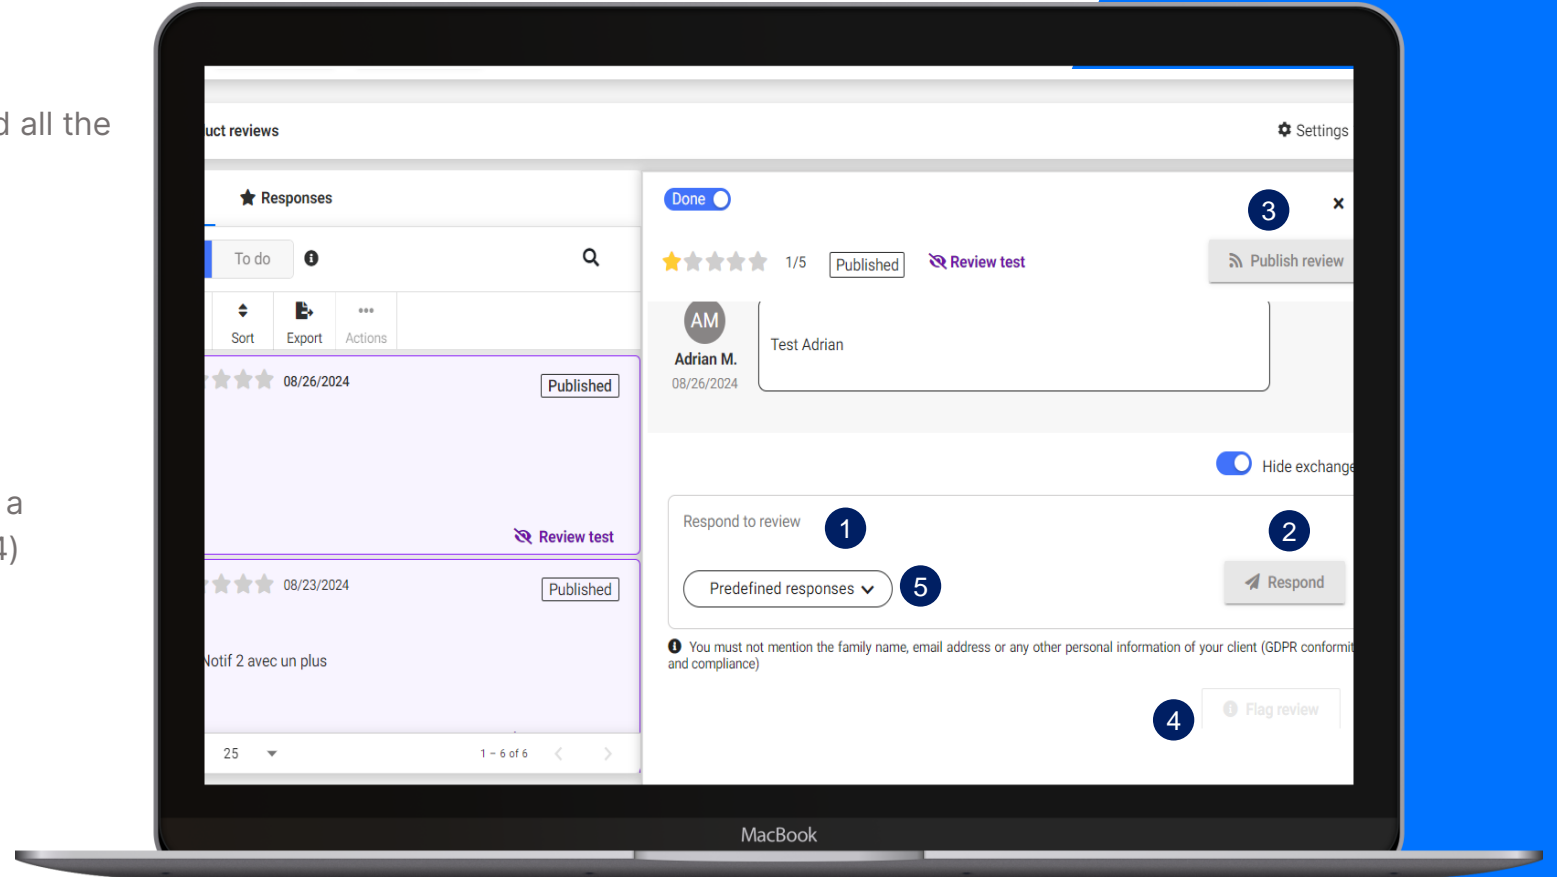 d all the
a
4)
uct reviews
Settings
Responses
To do
Sort
Export
Actions
08/26/2024
Published
Review test
08/23/2024
Published
Notif 2 avec un plus
25
1 – 6 of 6
Done
3
x
1/5
Published
Review test
Publish review
AM
Adrian M.
08/26/2024
Test Adrian
Hide exchange
Respond to review
1
2
Predefined responses
5
Respond
You must not mention the family name, email address or any other personal information of your client (GDPR conformit
and compliance)
4
Flag review
MacBook